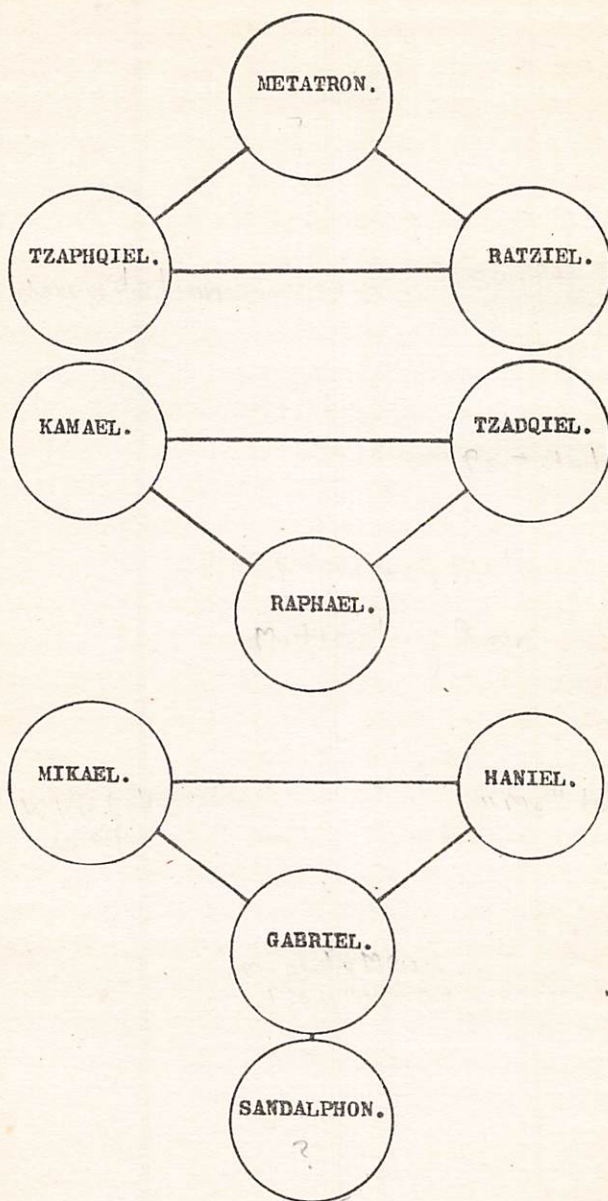 METATRON.
TZAPHQIEL.
RATZIEL.
KAMAEL.
TZADQIEL.
RAPHAEL.
MIKAEL.
HANIEL.
GABRIEL.
SANDALPHON.